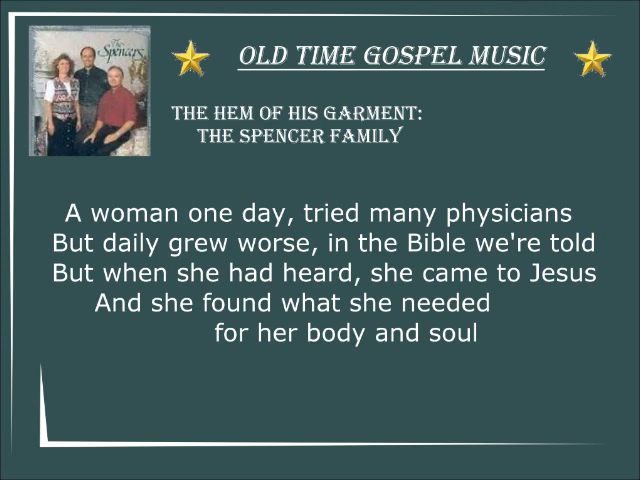 The Spencers
OLD TIME GOSPEL MUSIC
THE HEM OF HIS GARMENT:
THE SPENCER FAMILY
A woman one day, tried many physicians
But daily grew worse, in the Bible we're told
But when she had heard, she came to Jesus
And she found what she needed
for her body and soul